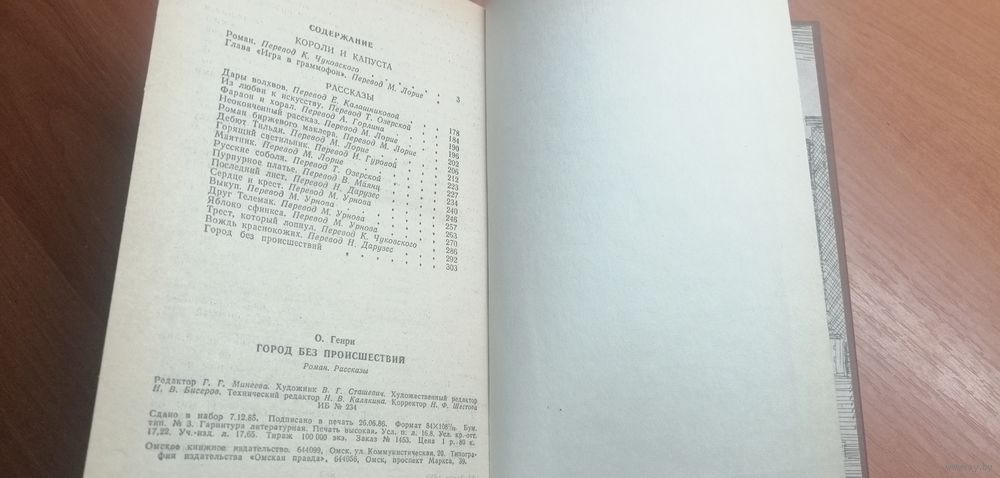 СОДЕРЖАНИЕ
КОРОЛИ И КАПУСТА
Роман. Перевод К. Чуковского
Глава «Игра в граммофон». Перевод М. Лорие 3
РАССКАЗЫ
Дары волхвов. Перевод Е. Калашниковой 178
Из любви к искусству. Перевод Т. Озерской 184
Фараон и хорал. Перевод А. Горлина 190
Неоконченный рассказ. Перевод М. Лорие 196
Роман биржевого маклера. Перевод М. Лорие 202
Дебют Тильди. Перевод М. Лорие 206
Горящий светильник. Перевод И. Гуровой 212
Маятник. Перевод М. Лорие 223
Русские соболя. Перевод Т. Озерской 227
Пурпурное платье. Перевод В. Маянц 234
Последний лист. Перевод Н. Дарузес 240
Сердце и крест. Перевод М. Урнова 246
Выкуп. Перевод М. Урнова 257
Друг Телемак. Перевод М. Урнова 263
Яблоко сфинкса. Перевод М. Урнова 270
Трест, который лопнул. Перевод К. Чуковского 286
Вождь краснокожих. Перевод Н. Дарузес 292
Город без происшествий 303
О. Генри
ГОРОД БЕЗ ПРОИСШЕСТВИЙ
Роман. Рассказы
Редактор Г. Г. Минеева. Художник В. Г. Сташевич. Художественный редактор
Н. В. Бисеров. Технический редактор Н. В. Калякина. Корректор Н. Ф. Шестова
ИБ № 234
Сдано в набор 7.12.85. Подписано в печать 26.06.86. Формат 84×108¹/₃₂. Бум.
тип. № 3. Гарнитура литературная. Печать высокая. Усл. п. л. 16,8. Усл. кр.-отт.
17,22. Уч.-изд. л. 17,65. Тираж 100 000 экз. Заказ № 1453. Цена 1 р. 80 к.
Омское книжное издательство. 644099, Омск, ул. Коммунистическая, 20. Типогра-
фия издательства «Омская правда». 644056, Омск, проспект Маркса, 39.